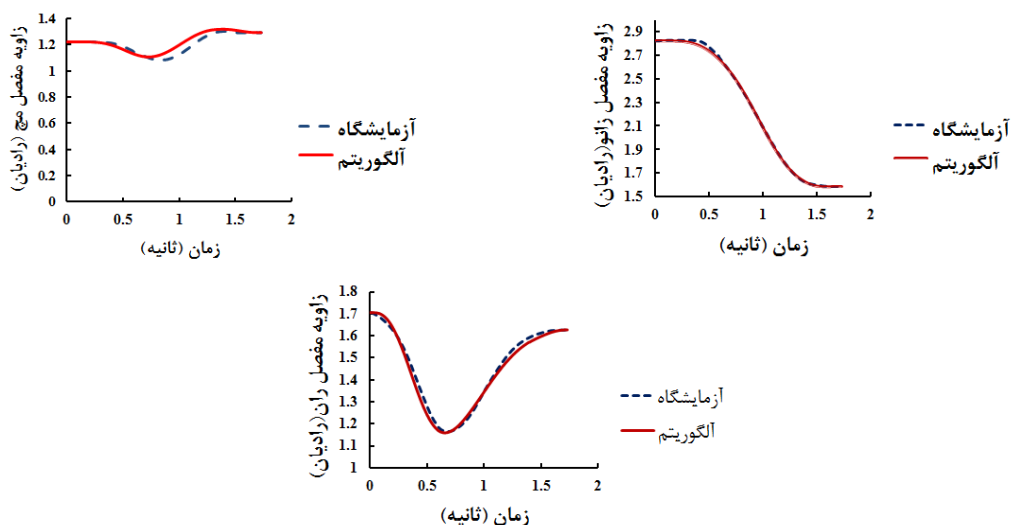 زاویه مفصل مچ (رادیان)
1.4
1.2
1
0.8
0.6
0.4
0.2
0
0 0.5 1 1.5 2
زمان (ثانیه)
آزمایشگاه
آلگوریتم
زاویه مفصل زانو(رادیان)
2.9
2.7
2.5
2.3
2.1
1.9
1.7
1.5
0 0.5 1 1.5 2
زمان (ثانیه)
آزمایشگاه
آلگوریتم
زاویه مفصل ران(رادیان)
1.8
1.7
1.6
1.5
1.4
1.3
1.2
1.1
1
0 0.5 1 1.5 2
زمان (ثانیه)
آزمایشگاه
آلگوریتم